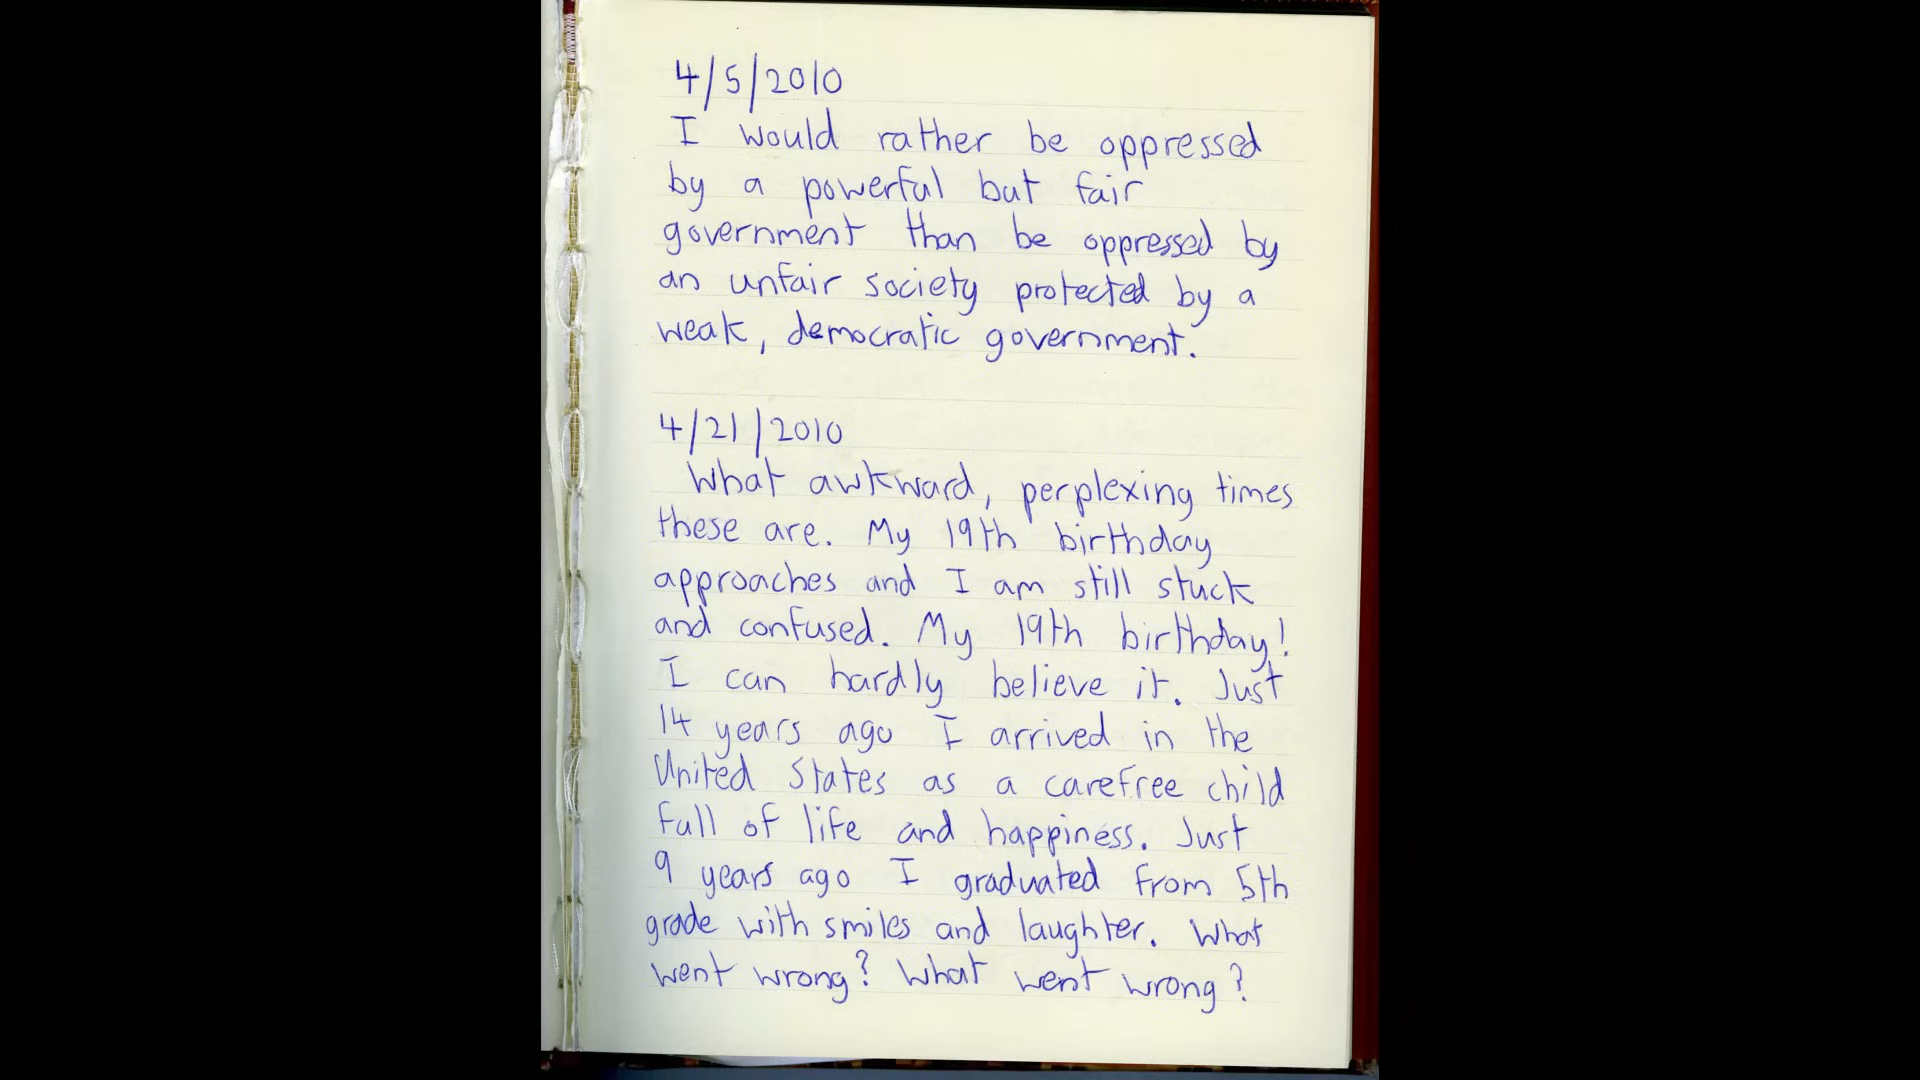 4/5/2010
I would rather be oppressed
by a powerful but fair
government than be oppressed by
an unfair society protected by a
weak, democratic government.
4/21/2010
What awkward, perplexing times
these are. My 19th birthday
approaches and I am still stuck
and confused. My 19th birthday!
I can hardly believe it. Just
14 years ago I arrived in the
United States as a carefree child
full of life and happiness. Just
9 years ago I graduated from 5th
grade with smiles and laughter. What
went wrong? What went wrong?